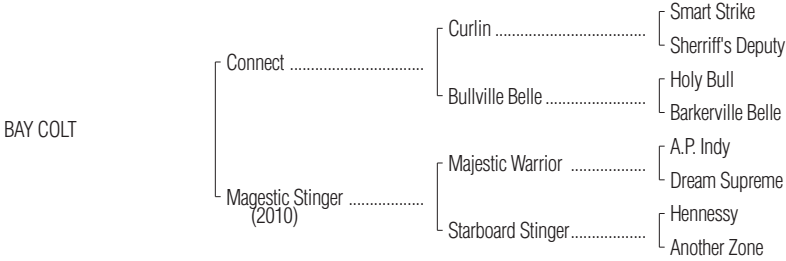 Smart Strike
Curlin ....................................
Sherriff's Deputy
Connect ................................
Holy Bull
Bullville Belle ........................
Barkerville Belle
BAY COLT
A.P. Indy
Majestic Warrior ..................
Dream Supreme
Magestic Stinger ..................
(2010)
Hennessy
Starboard Stinger..................
Another Zone